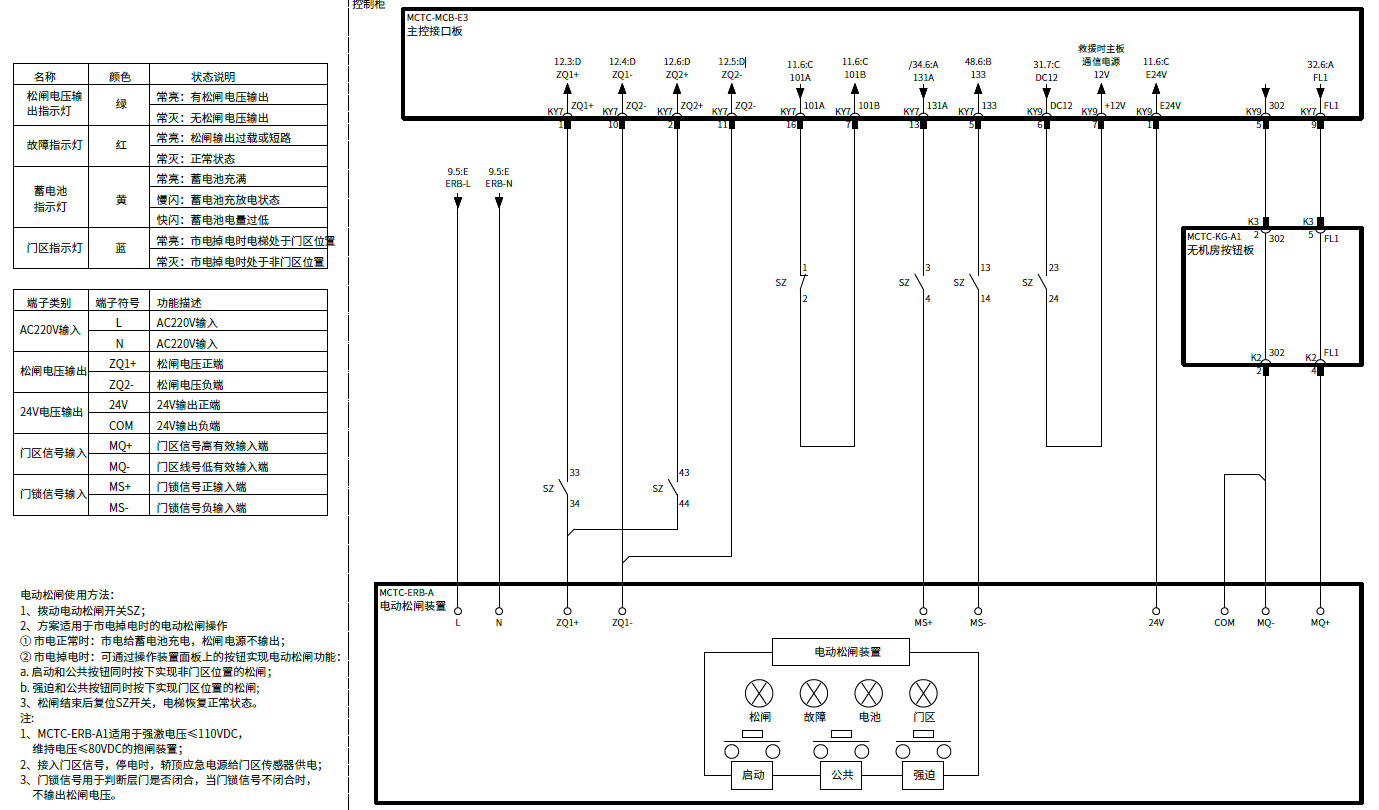 控制柜
名称 颜色 状态说明
松闸电压输
出指示灯
绿
常亮：有松闸电压输出
常灭：无松闸电压输出
故障指示灯
红
常亮：松闸输出过载或短路
常灭：正常状态
蓄电池
指示灯
黄
常亮：蓄电池充满
慢闪：蓄电池充放电状态
快闪：蓄电池电量过低
门区指示灯
蓝
常亮：市电掉电时电梯处于门区位置
常灭：市电掉电时处于非门区位置
端子类别 端子符号 功能描述
AC220V输入
L AC220V输入
N AC220V输入
松闸电压输出
ZQ1+ 松闸电压正端
ZQ2- 松闸电压负端
24V电压输出
24V 24V输出正端
COM 24V输出负端
门区信号输入
MQ+ 门区信号高有效输入端
MQ- 门区线号低有效输入端
门锁信号输入
MS+ 门锁信号正输入端
MS- 门锁信号负输入端
电动松闸使用方法：
1、拨动电动松闸开关SZ；
2、方案适用于市电掉电时的电动松闸操作
① 市电正常时：市电给蓄电池充电，松闸电源不输出；
② 市电掉电时：可通过操作装置面板上的按钮实现电动松闸功能：
a. 启动和公共按钮同时按下实现非门区位置的松闸；
b. 强迫和公共按钮同时按下实现门区位置的松闸;
3、松闸结束后复位SZ开关，电梯恢复正常状态。
注:
1、MCTC-ERB-A1适用于强激电压≤110VDC，
维持电压≤80VDC的抱闸装置；
2、接入门区信号，停电时，轿顶应急电源给门区传感器供电；
3、门锁信号用于判断层门是否闭合，当门锁信号不闭合时，
不输出松闸电压。
MCTC-MCB-E3
主控接口板
救援时主板
通信电源
12.3:D 12.4:D 12.6:D 12.5:D 11.6:C 11.6:C /34.6:A 48.6:B 31.7:C 12V 11.6:C 32.6:A
ZQ1+ ZQ1- ZQ2+ ZQ2- 101A 101B 131A 133 DC12 E24V FL1
ZQ1+ ZQ2- ZQ2+ ZQ2- 101A 101B 131A 133 DC12 +12V E24V 302 FL1
KY7 KY7 KY7 KY7 KY7 KY7 KY7 KY7 KY9 KY9 KY9 KY9 KY7
1 10 2 11 16 7 13 5 6 7 1 5 9
9.5:E 9.5:E
ERB-L ERB-N
K3 K3
2 5
302 FL1
MCTC-KG-A1
无机房按钮板
302 FL1
K2 K2
2 4
1 3 13 23
SZ SZ SZ SZ
2 4 14 24
33 43
SZ SZ
34 44
MCTC-ERB-A
电动松闸装置
L N ZQ1+ ZQ1- MS+ MS- 24V COM MQ- MQ+
电动松闸装置
松闸 故障 电池 门区
启动 公共 强迫